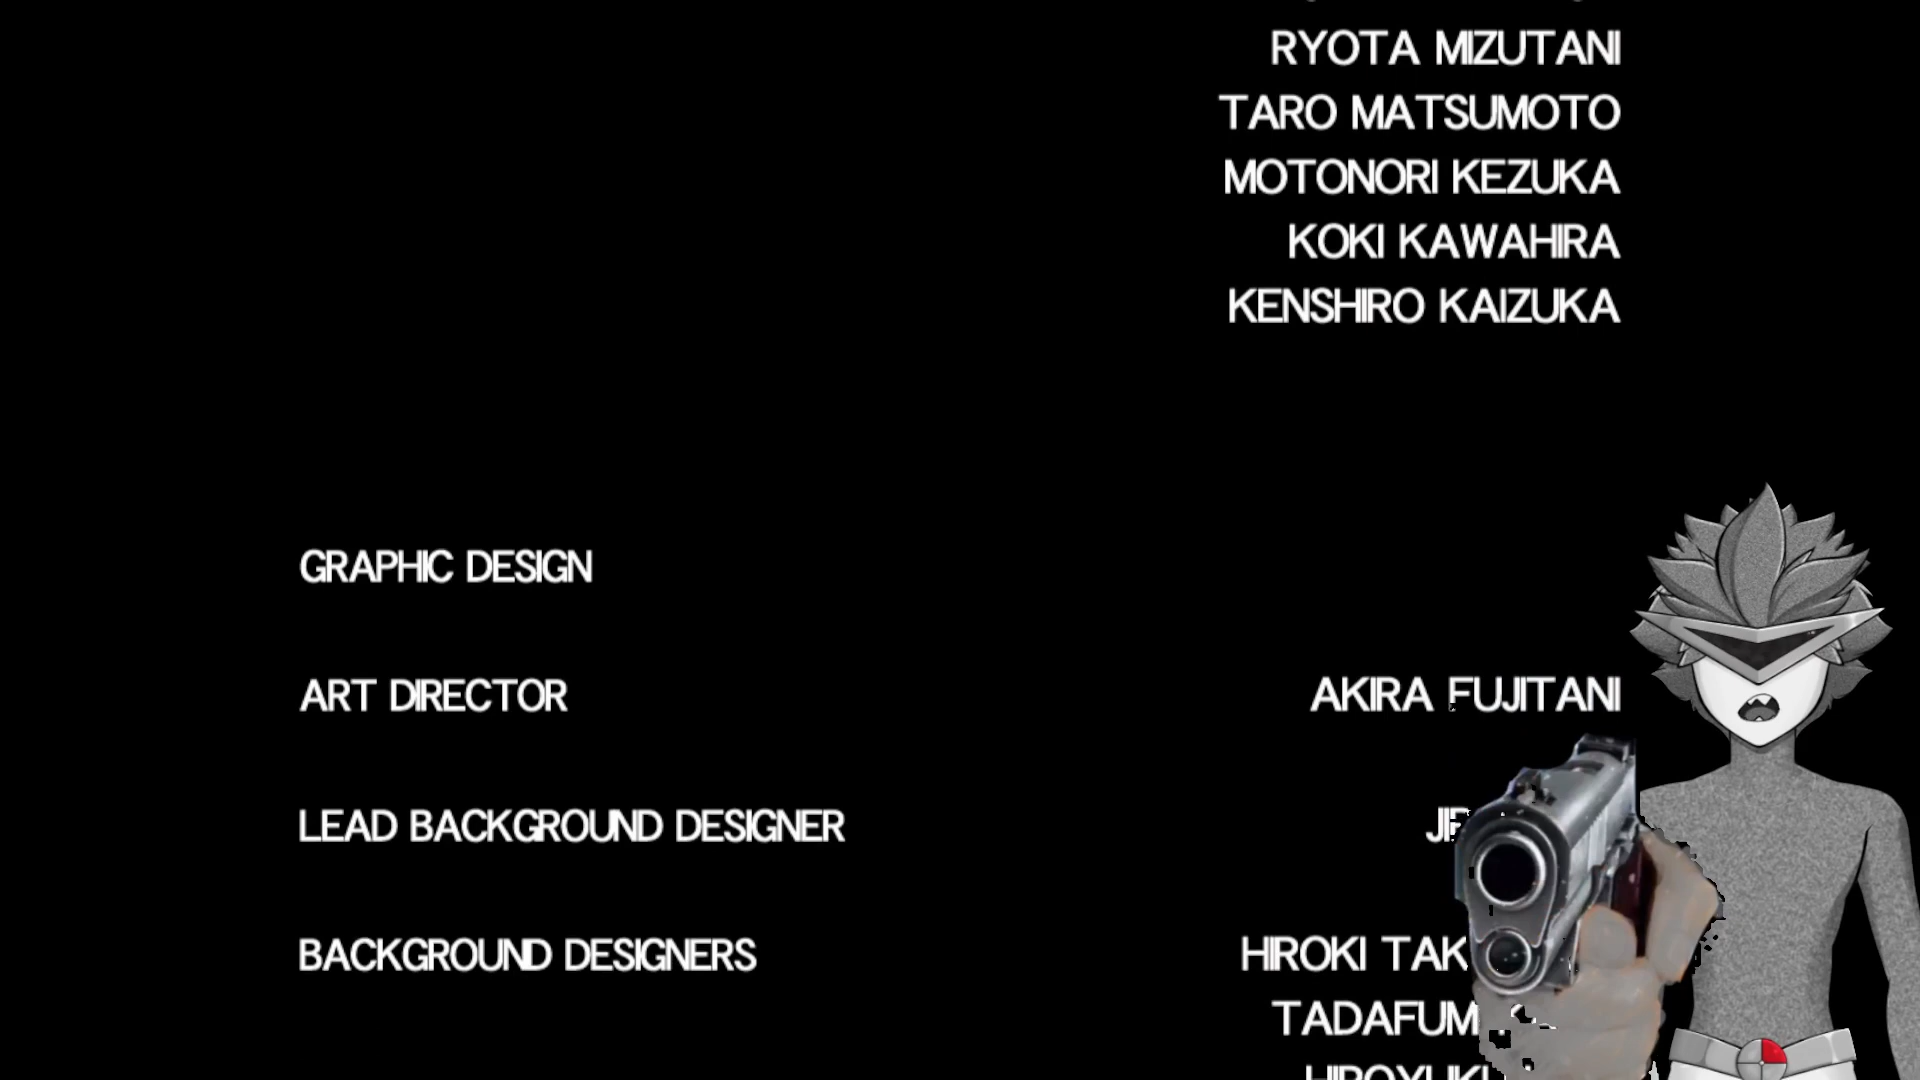 RYOTA MIZUTANI
TARO MATSUMOTO
MOTONORI KEZUKA
KOKI KAWAHIRA
KENSHIRO KAIZUKA
GRAPHIC DESIGN
ART DIRECTOR
AKIRA FUJITANI
LEAD BACKGROUND DESIGNER
BACKGROUND DESIGNERS
HIROKI